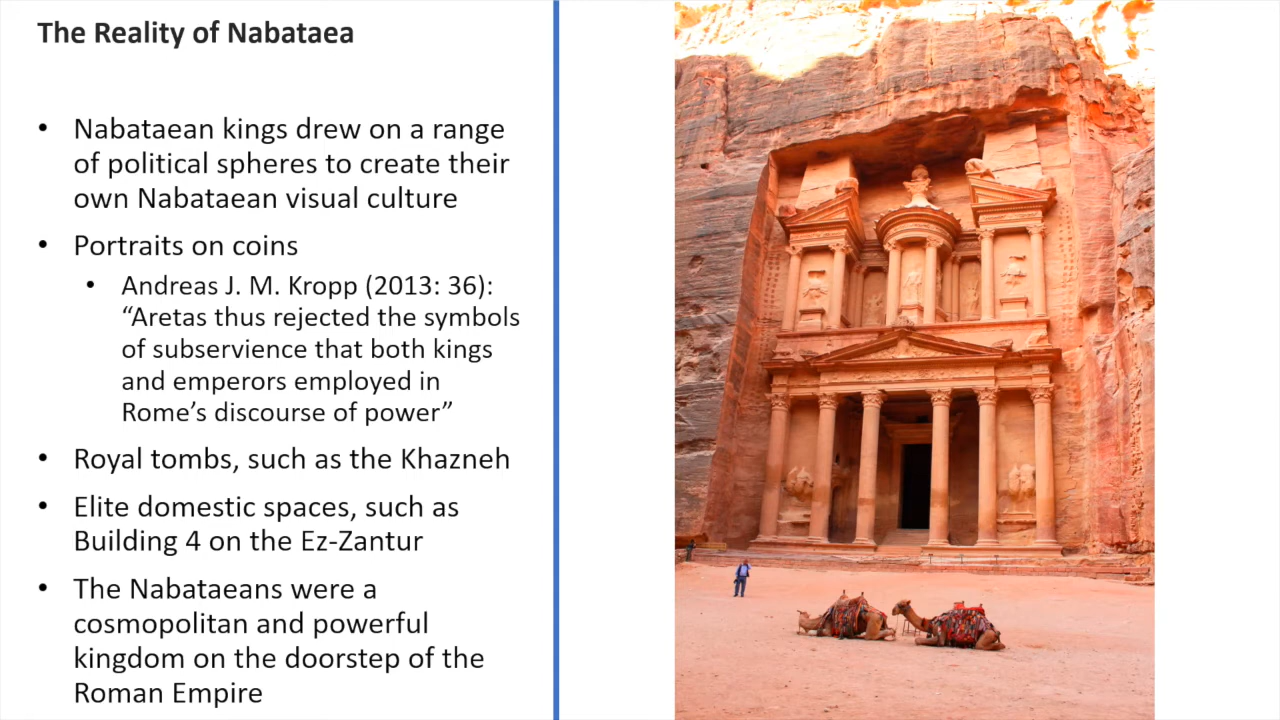 The Reality of Nabataea
• Nabataean kings drew on a range
of political spheres to create their
own Nabataean visual culture
• Portraits on coins
• Andreas J. M. Kropp (2013: 36):
“Aretas thus rejected the symbols
of subservience that both kings
and emperors employed in
Rome’s discourse of power”
• Royal tombs, such as the Khazneh
• Elite domestic spaces, such as
Building 4 on the Ez-Zantur
• The Nabataeans were a
cosmopolitan and powerful
kingdom on the doorstep of the
Roman Empire